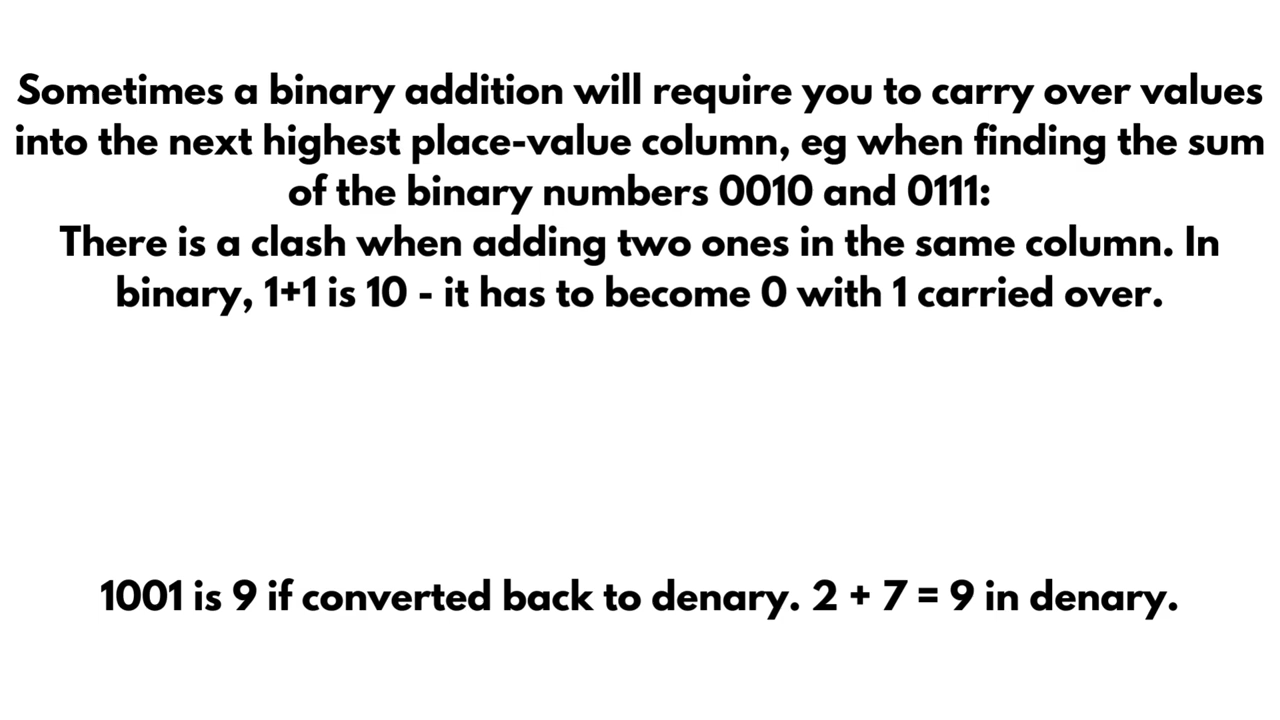 Sometimes a binary addition will require you to carry over values
into the next highest place-value column, eg when finding the sum
of the binary numbers 0010 and 0111:
There is a clash when adding two ones in the same column. In
binary, 1+1 is 10 - it has to become 0 with 1 carried over.
1001 is 9 if converted back to denary. 2 + 7 = 9 in denary.